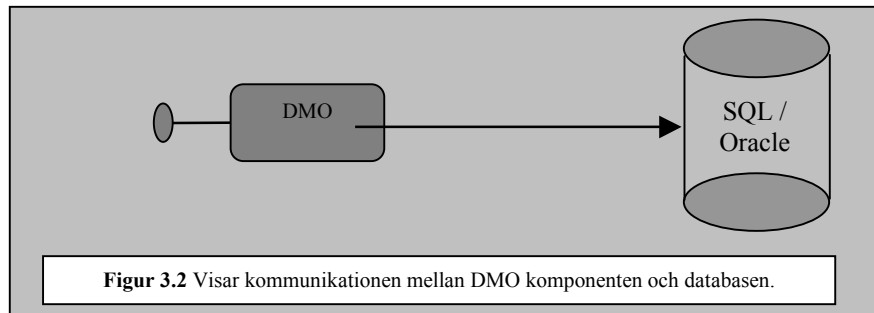 DMO
SQL /
Oracle
Figur 3.2 Visar kommunikationen mellan DMO komponenten och databasen.